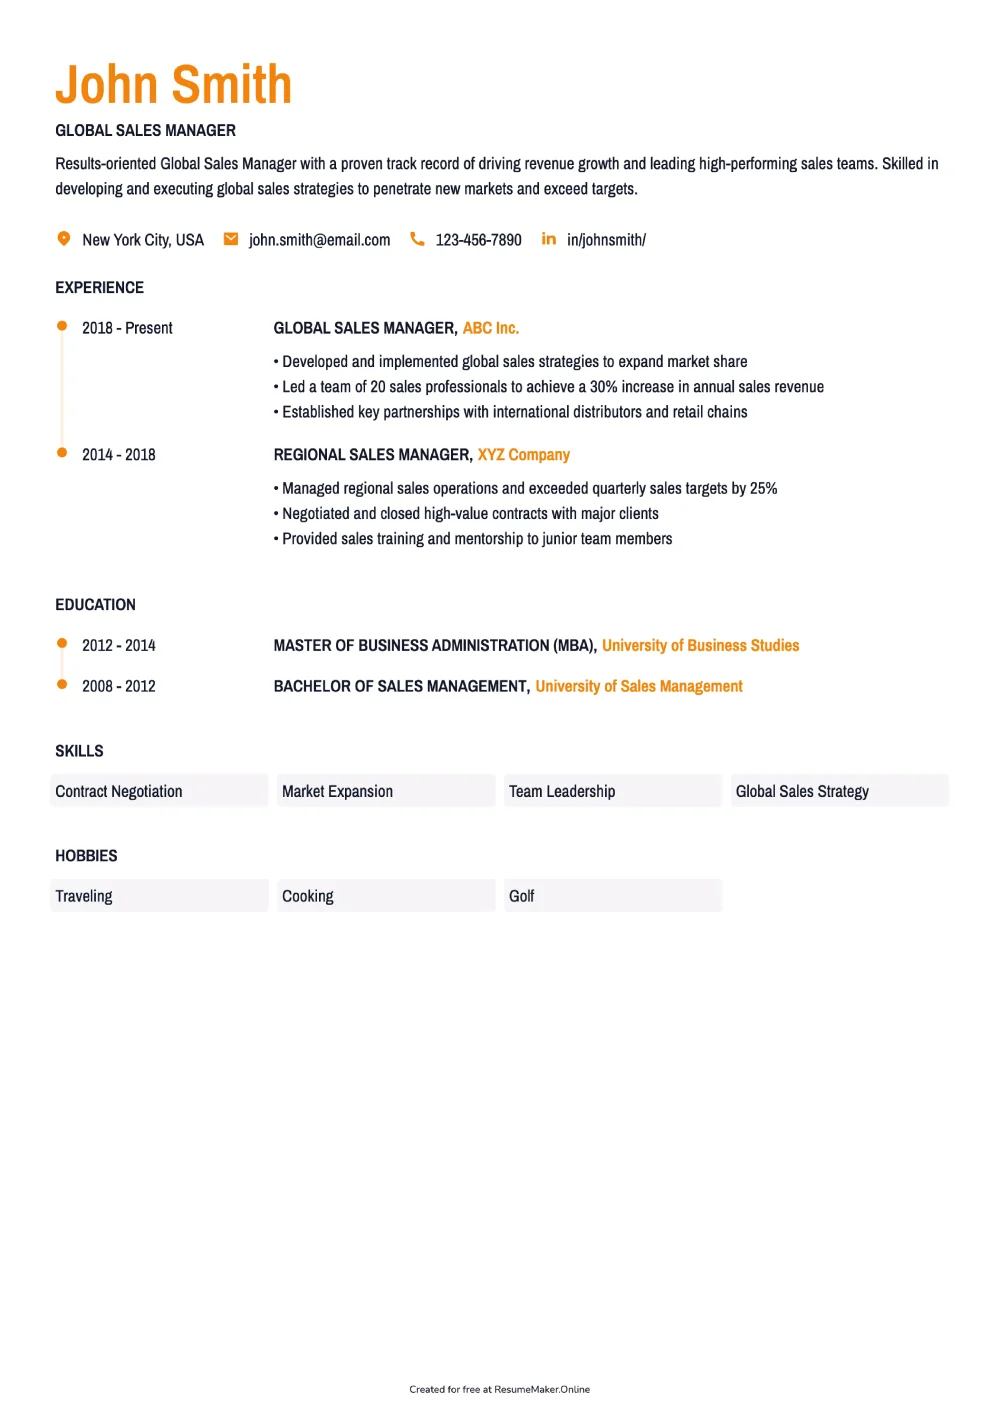 John Smith
GLOBAL SALES MANAGER
Results-oriented Global Sales Manager with a proven track record of driving revenue growth and leading high-performing sales teams. Skilled in
developing and executing global sales strategies to penetrate new markets and exceed targets.
New York City, USA john.smith@email.com 123-456-7890 in/johnsmith/
EXPERIENCE
2018 - Present GLOBAL SALES MANAGER, ABC Inc.
• Developed and implemented global sales strategies to expand market share
• Led a team of 20 sales professionals to achieve a 30% increase in annual sales revenue
• Established key partnerships with international distributors and retail chains
2014 - 2018 REGIONAL SALES MANAGER, XYZ Company
• Managed regional sales operations and exceeded quarterly sales targets by 25%
• Negotiated and closed high-value contracts with major clients
• Provided sales training and mentorship to junior team members
EDUCATION
2012 - 2014 MASTER OF BUSINESS ADMINISTRATION (MBA), University of Business Studies
2008 - 2012 BACHELOR OF SALES MANAGEMENT, University of Sales Management
SKILLS
Contract Negotiation Market Expansion Team Leadership Global Sales Strategy
HOBBIES
Traveling Cooking Golf
Created for free at ResumeMaker.Online